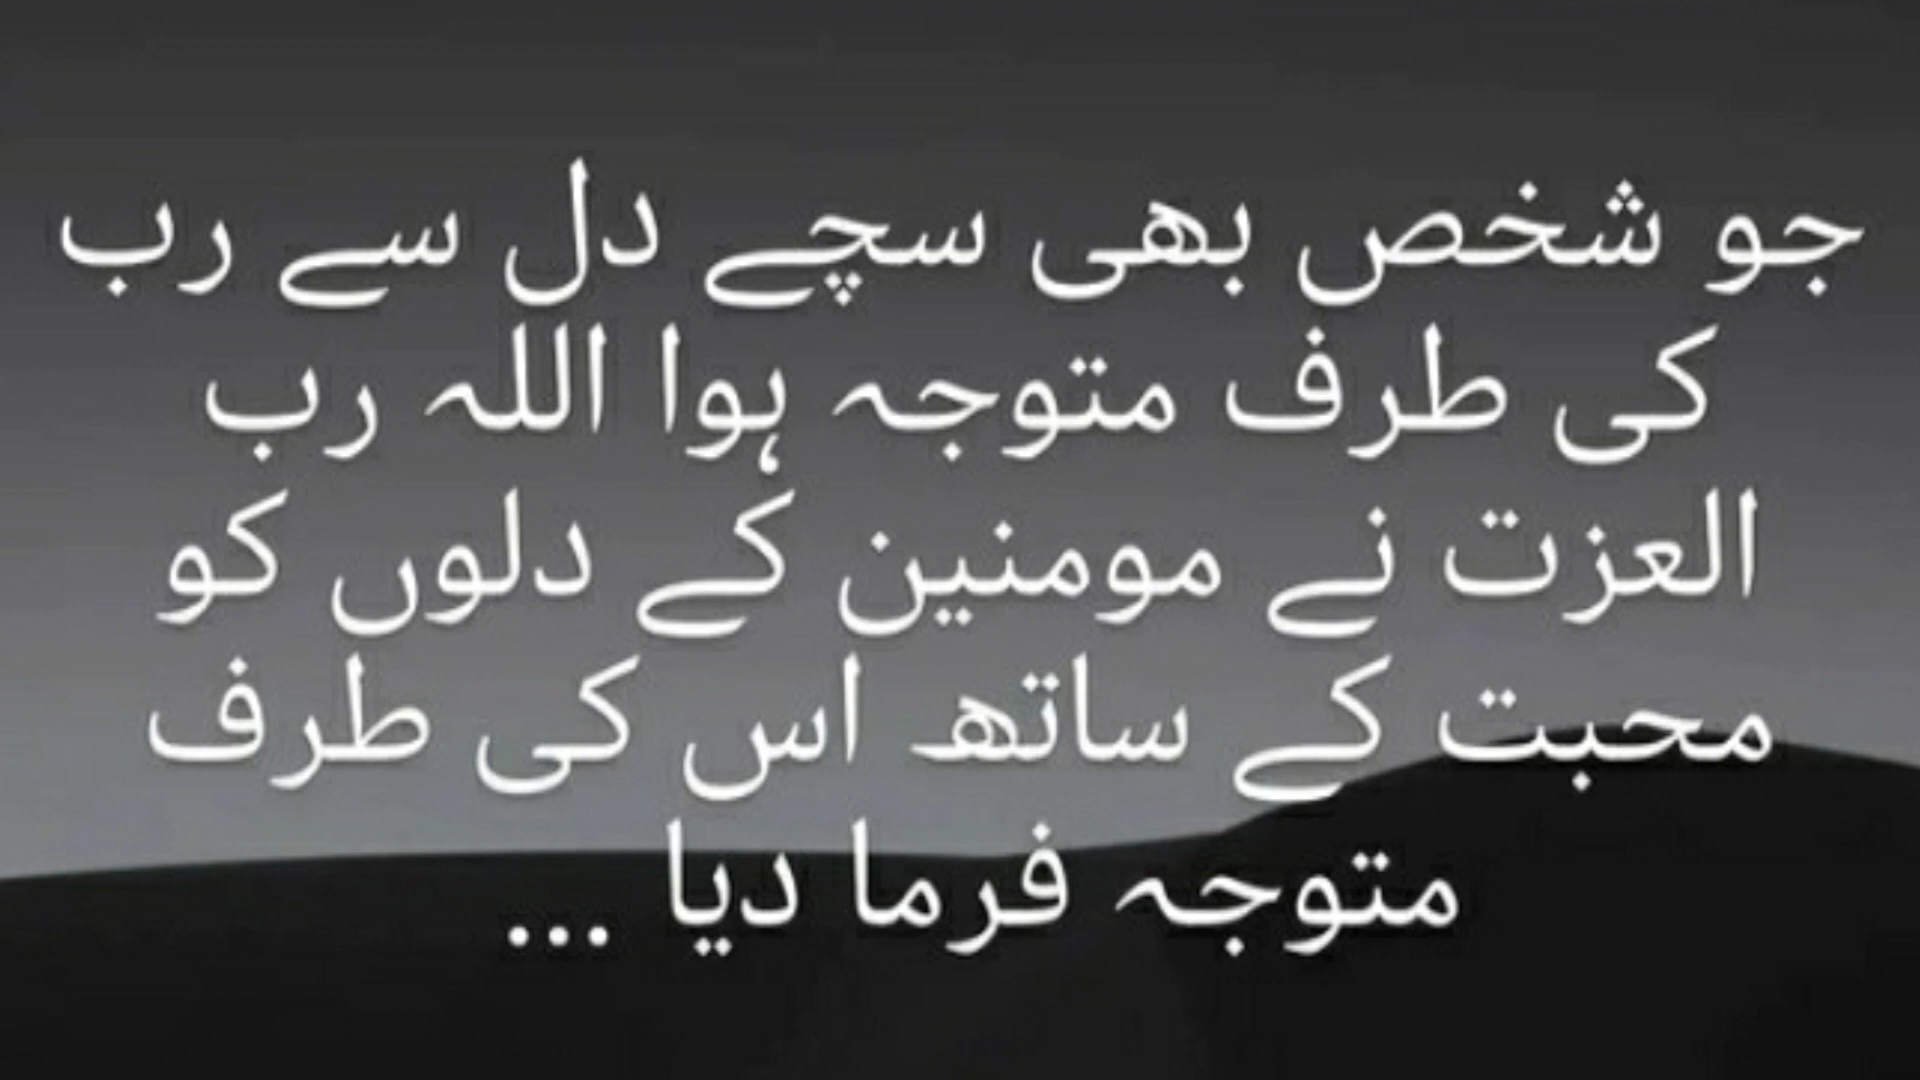 جو شخص بھی سچے دل سے رب
کی طرف متوجہ ہوا اللہ رب
العزت نے مومنین کے دلوں کو
محبت کے ساتھ اس کی طرف
متوجہ فرما دیا ...